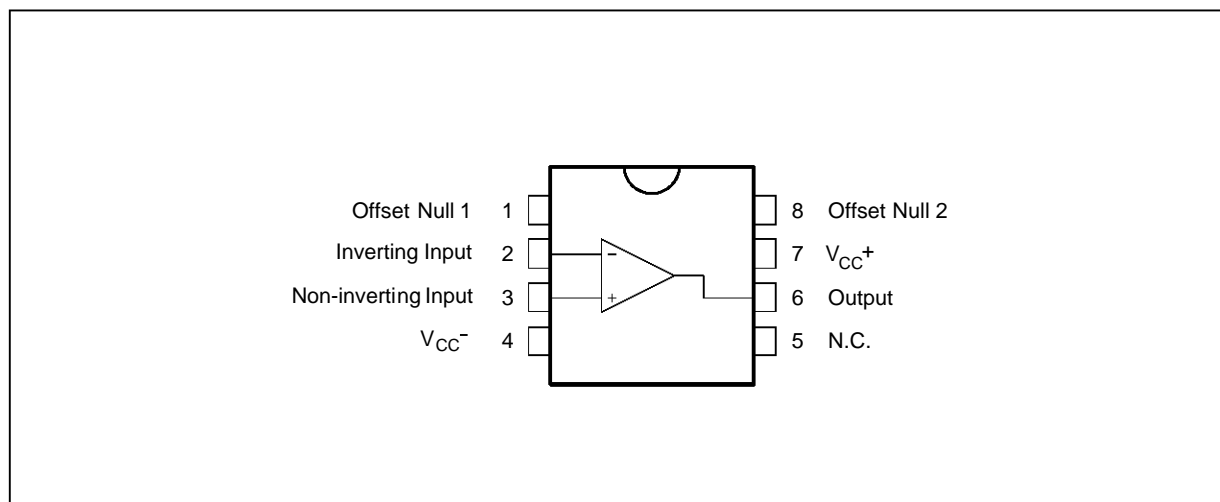 Offset Null 1 1 8 Offset Null 2
Inverting Input 2 - 7 VCC+
Non-inverting Input 3 + 6 Output
VCC- 4 5 N.C.